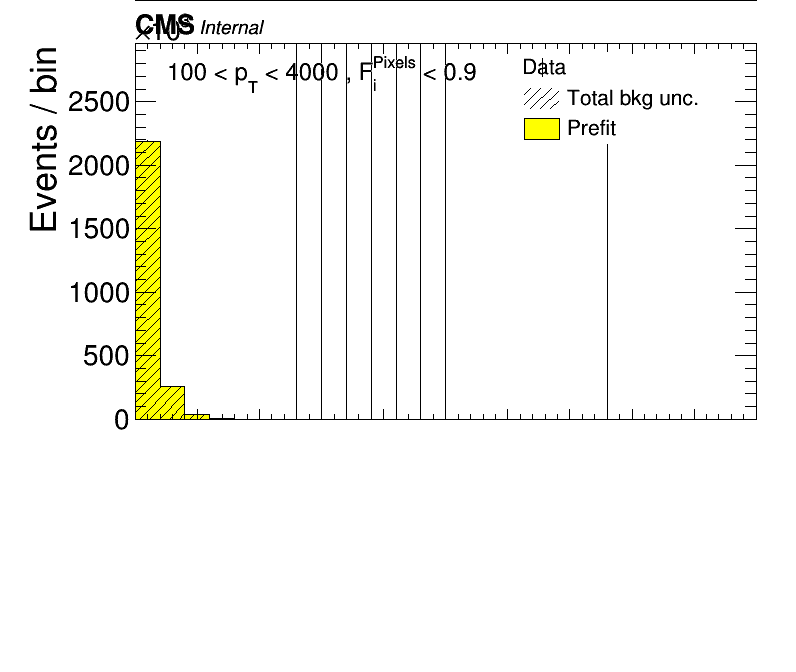 CMS Internal
×10³
100 < p_T < 4000 , F_i^Pixels < 0.9
Data
Total bkg unc.
Prefit
Events / bin
2500
2000
1500
1000
500
0